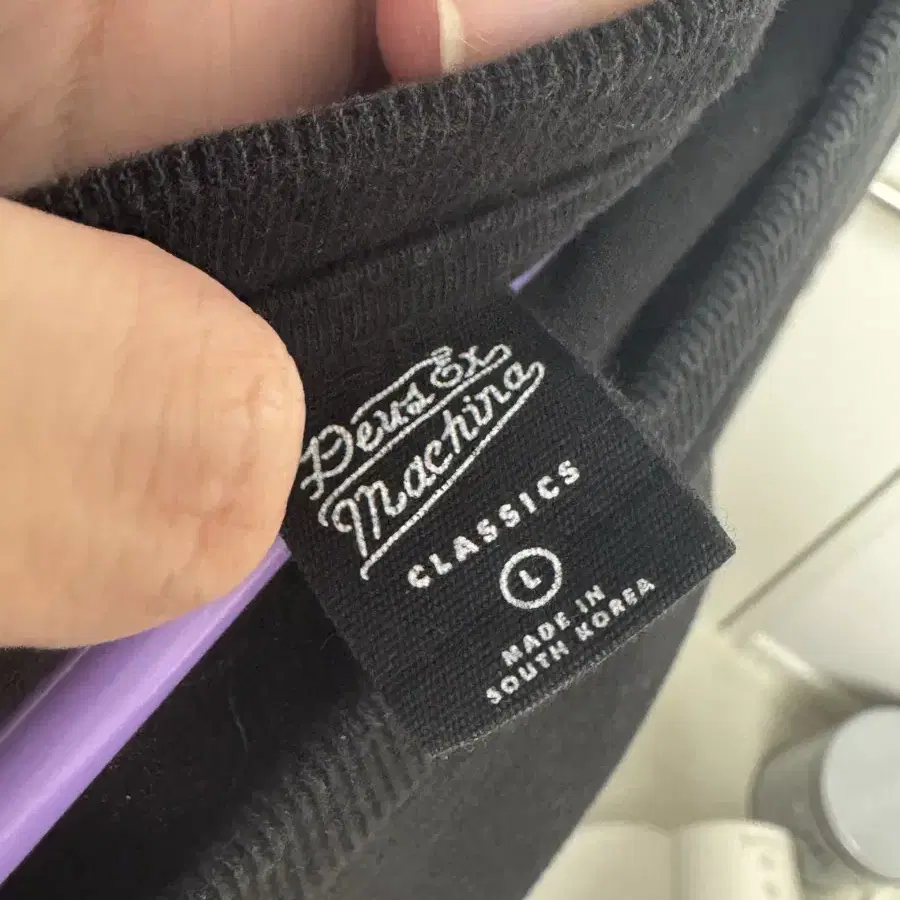 Deus Ex
Machina
CLASSICS
L
MADE IN
SOUTH KOREA